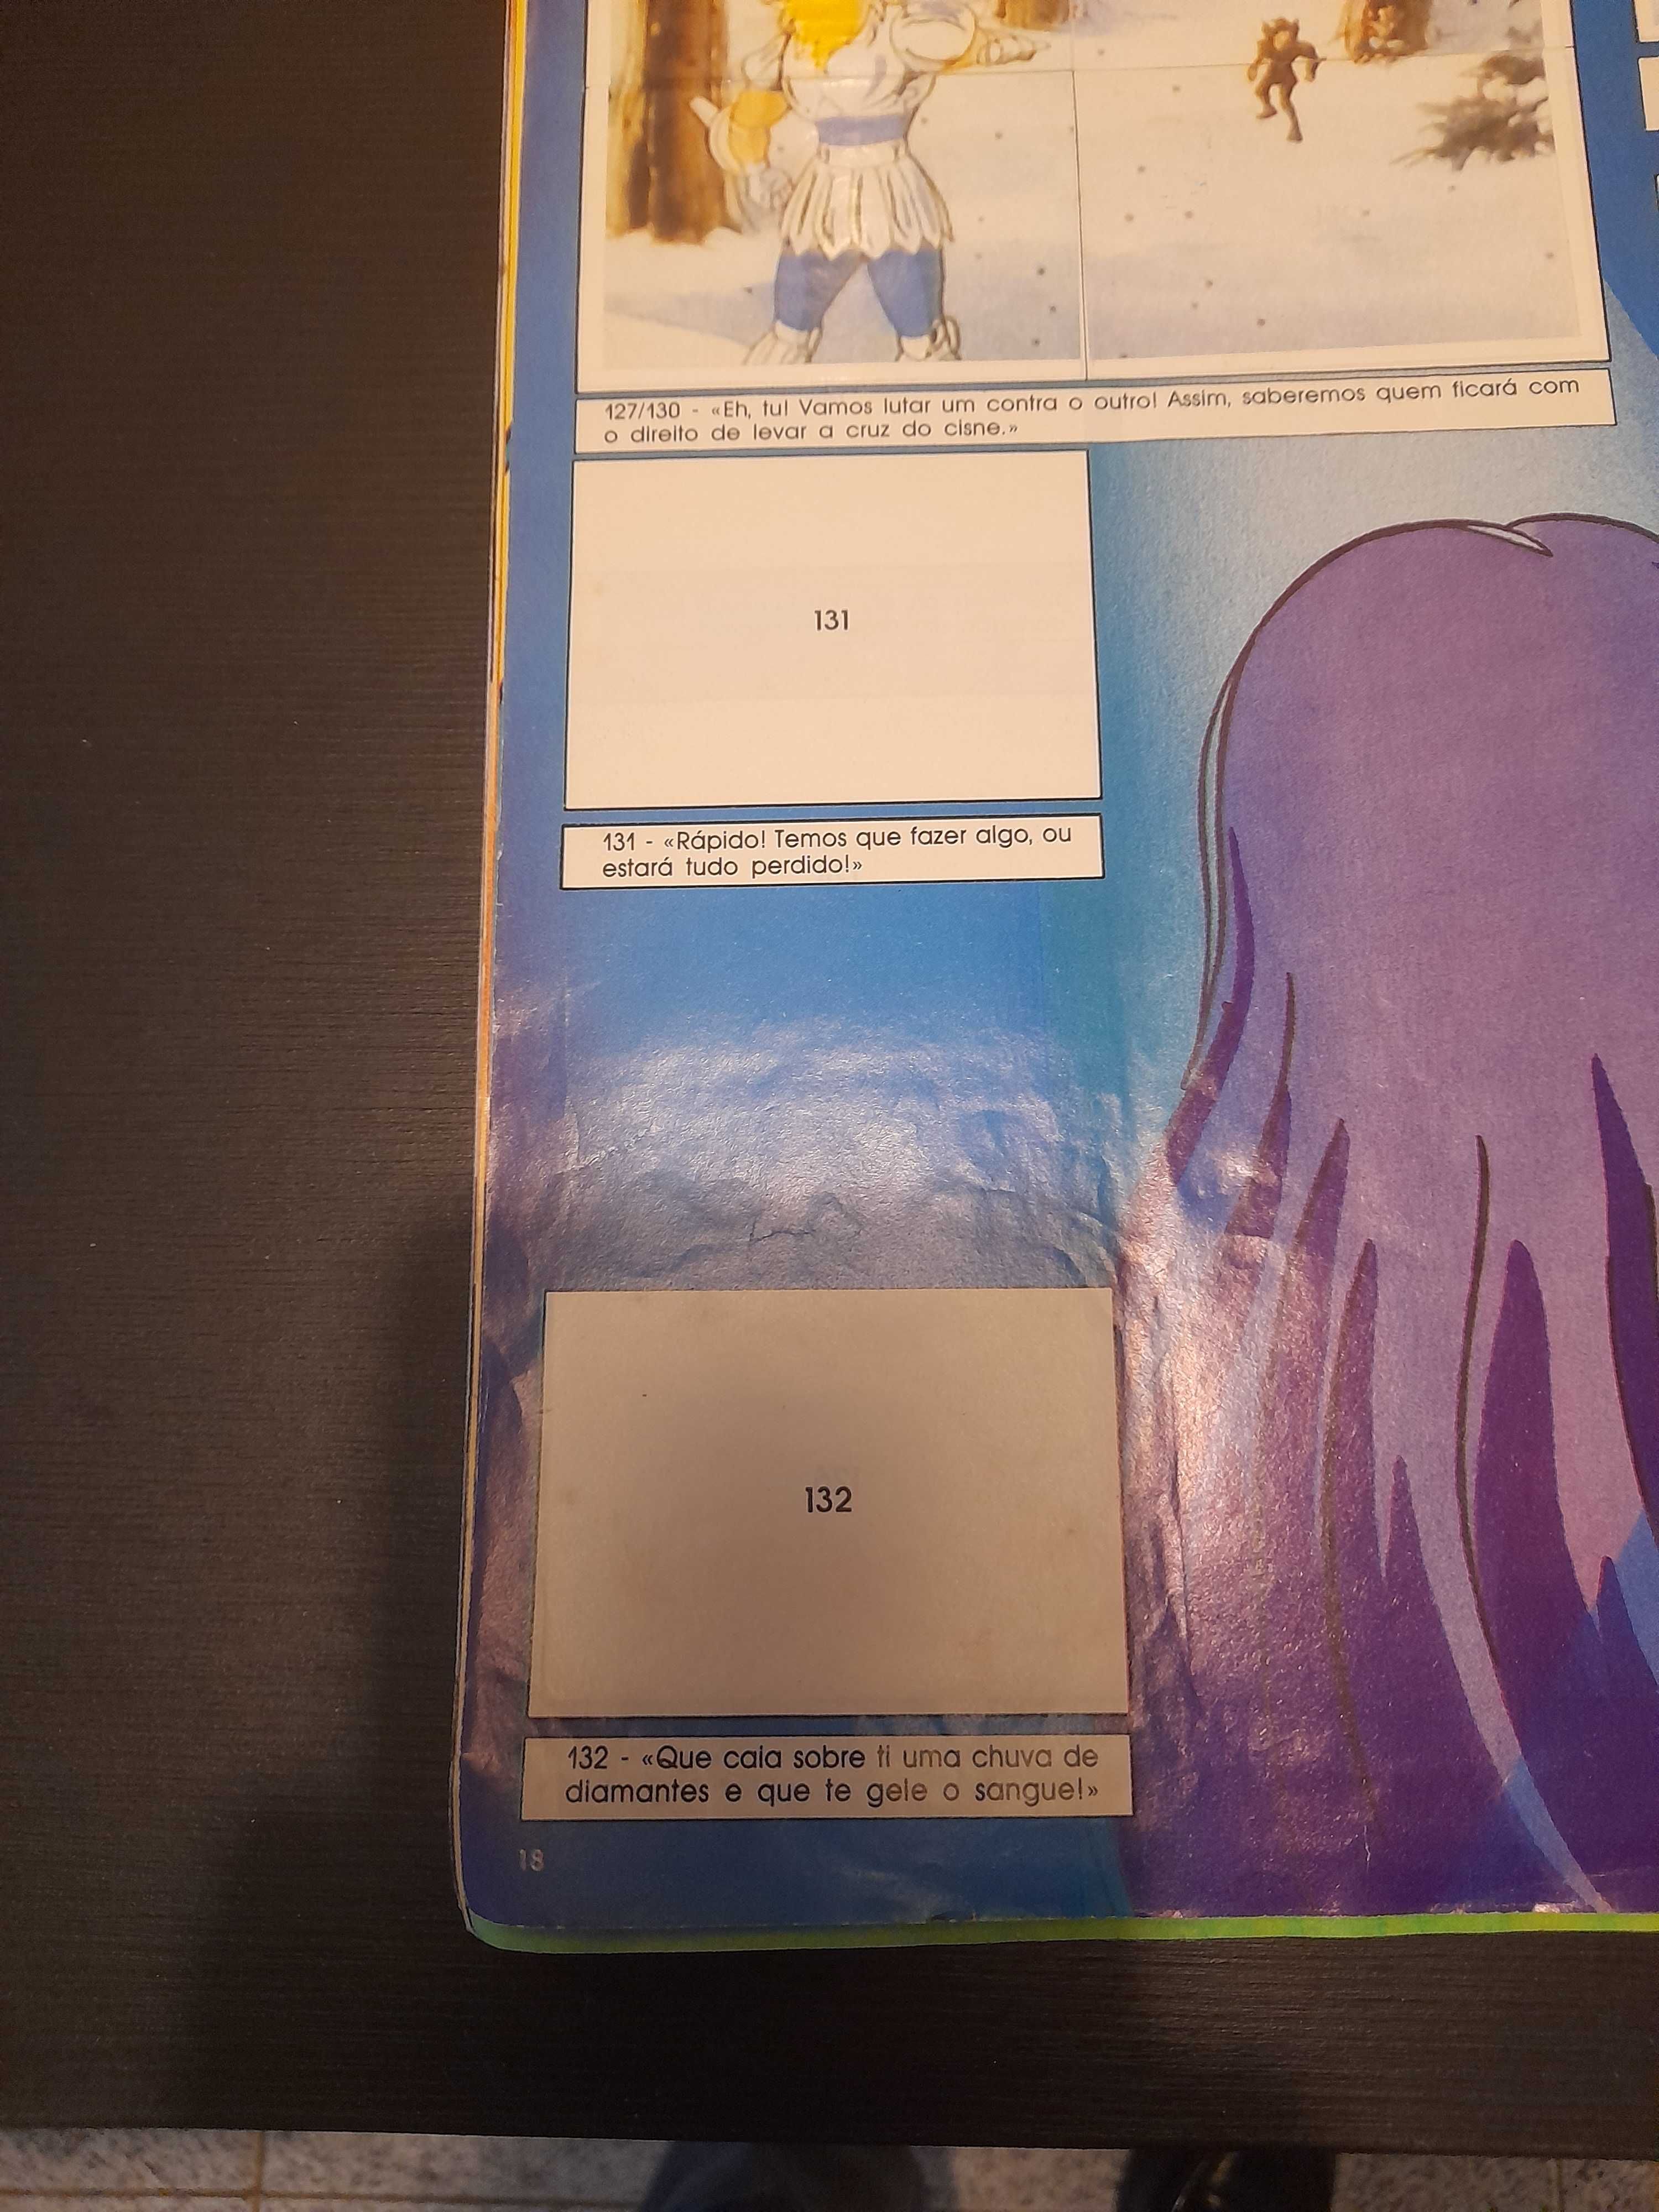 127/130 - «Eh, tu! Vamos lutar um contra o outro! Assim, saberemos quem ficará com
o direito de levar a cruz do cisne.»
131
131 - «Rápido! Temos que fazer algo, ou
estará tudo perdido!»
132
132 - «Que caia sobre ti uma chuva de
diamantes e que te gele o sangue!»
18